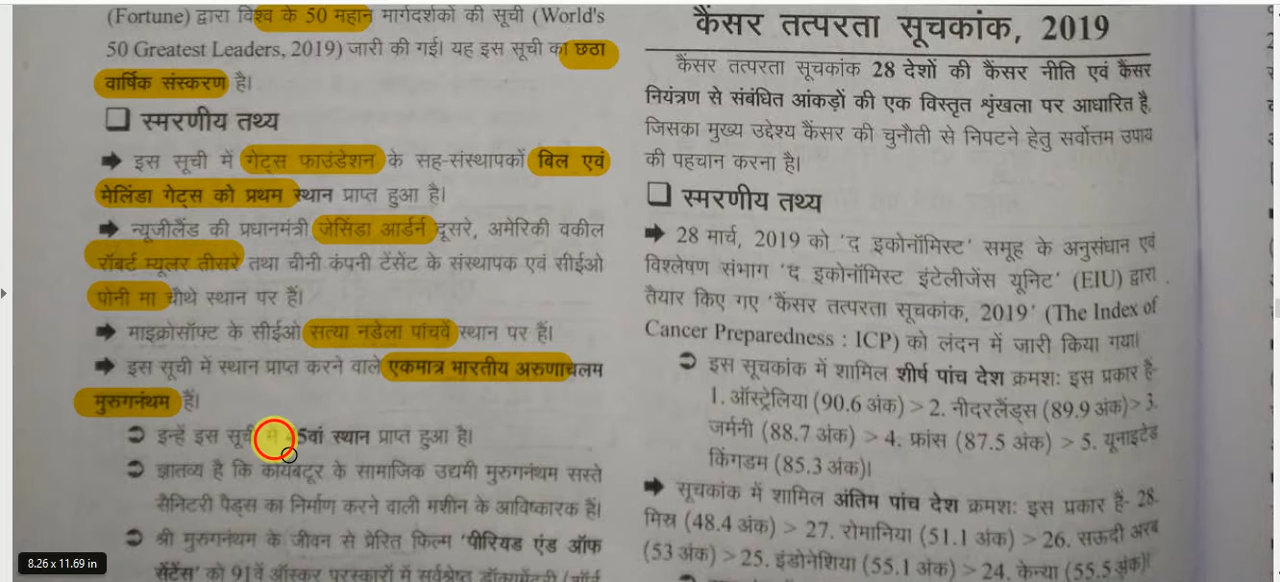 (Fortune) द्वारा विश्व के 50 महान मार्गदर्शकों की सूची (World's
50 Greatest Leaders, 2019) जारी की गई। यह इस सूची का छठा
वार्षिक संस्करण है।
❑ स्मरणीय तथ्य
➡ इस सूची में गेट्स फाउंडेशन के सह-संस्थापकों बिल एवं
मेलिंडा गेट्स को प्रथम स्थान प्राप्त हुआ है।
➡ न्यूजीलैंड की प्रधानमंत्री जेसिंडा आर्डर्न दूसरे, अमेरिकी वकील
रॉबर्ट म्यूलर तीसरे तथा चीनी कंपनी टेंसेंट के संस्थापक एवं सीईओ
पोनी मा चौथे स्थान पर हैं।
➡ माइक्रोसॉफ्ट के सीईओ सत्या नडेला पांचवें स्थान पर हैं।
➡ इस सूची में स्थान प्राप्त करने वाले एकमात्र भारतीय अरुणाचलम
मुरुगनंथम हैं।
➲ इन्हें इस सूची में 5वां स्थान प्राप्त हुआ है।
➲ ज्ञातव्य है कि कोयंबटूर के सामाजिक उद्यमी मुरुगनंथम सस्ते
सैनिटरी पैड्स का निर्माण करने वाली मशीन के आविष्कारक हैं।
➲ श्री मुरुगनंथम के जीवन से प्रेरित फिल्म 'पीरियड एंड ऑफ
सेंटेंस' को 91वें ऑस्कर पुरस्कारों में सर्वश्रेष्ठ डॉक्यूमेंटरी (शॉर्ट
कैंसर तत्परता सूचकांक, 2019
कैंसर तत्परता सूचकांक 28 देशों की कैंसर नीति एवं कैंसर
नियंत्रण से संबंधित आंकड़ों की एक विस्तृत शृंखला पर आधारित है,
जिसका मुख्य उद्देश्य कैंसर की चुनौती से निपटने हेतु सर्वोत्तम उपाय
की पहचान करना है।
❑ स्मरणीय तथ्य
➡ 28 मार्च, 2019 को 'द इकोनॉमिस्ट' समूह के अनुसंधान एवं
विश्लेषण संभाग 'द इकोनॉमिस्ट इंटेलीजेंस यूनिट' (EIU) द्वारा
तैयार किए गए 'कैंसर तत्परता सूचकांक, 2019' (The Index of
Cancer Preparedness : ICP) को लंदन में जारी किया गया।
➲ इस सूचकांक में शामिल शीर्ष पांच देश क्रमशः इस प्रकार हैं-
1. ऑस्ट्रेलिया (90.6 अंक) > 2. नीदरलैंड्स (89.9 अंक)> 3.
जर्मनी (88.7 अंक) > 4. फ्रांस (87.5 अंक) > 5. यूनाइटेड
किंगडम (85.3 अंक)।
➡ सूचकांक में शामिल अंतिम पांच देश क्रमशः इस प्रकार हैं- 28.
मिस्र (48.4 अंक) > 27. रोमानिया (51.1 अंक) > 26. सऊदी अरब
(53 अंक) > 25. इंडोनेशिया (55.1 अंक) > 24. केन्या (55.5 अंक)।
8.26 x 11.69 in